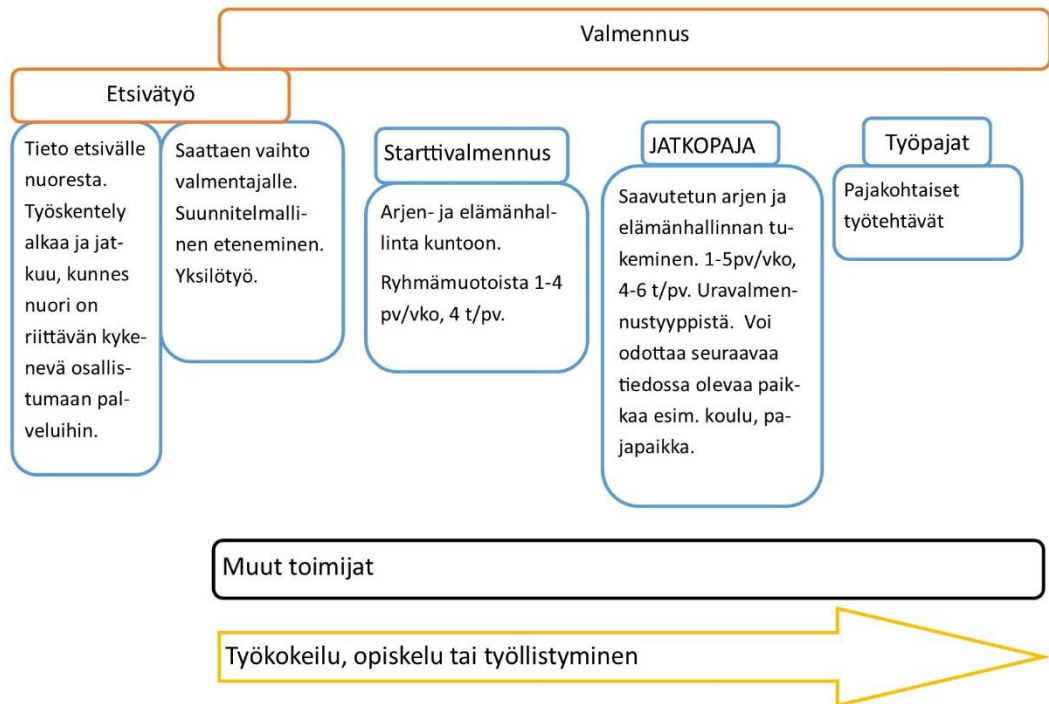 Valmennus
Etsivätyö
Tieto etsivälle
nuoresta.
Työskentely
alkaa ja jat-
kuu, kunnes
nuori on
riittävän kyke-
nevä osallis-
tumaan pal-
veluihin.
Saattaen vaihto
valmentajalle.
Suunnitelmalli-
nen eteneminen.
Yksilötyö.
Starttivalmennus
Arjen- ja elämänhal-
linta kuntoon.
Ryhmämuotoista 1-4
pv/vko, 4 t/pv.
JATKOPAJA
Saavutetun arjen ja
elämänhallinnan tu-
keminen. 1-5pv/vko,
4-6 t/pv. Uravalmen-
nustyyppistä. Voi
odottaa seuraavaa
tiedossa olevaa paik-
kaa esim. koulu, pa-
japaikka.
Työpajat
Pajakohtaiset
työtehtävät
Muut toimijat
Työkokeilu, opiskelu tai työllistyminen